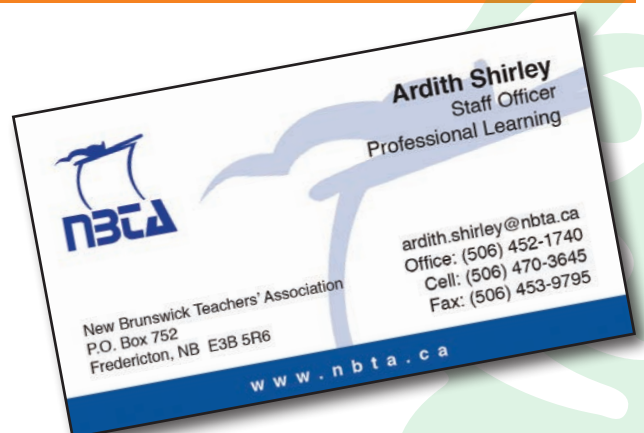 Ardith Shirley
Staff Officer
Professional Learning
NBTA
ardith.shirley@nbta.ca
Office: (506) 452-1740
Cell: (506) 470-3645
Fax: (506) 453-9795
New Brunswick Teachers' Association
P.O. Box 752
Fredericton, NB E3B 5R6
www.nbta.ca